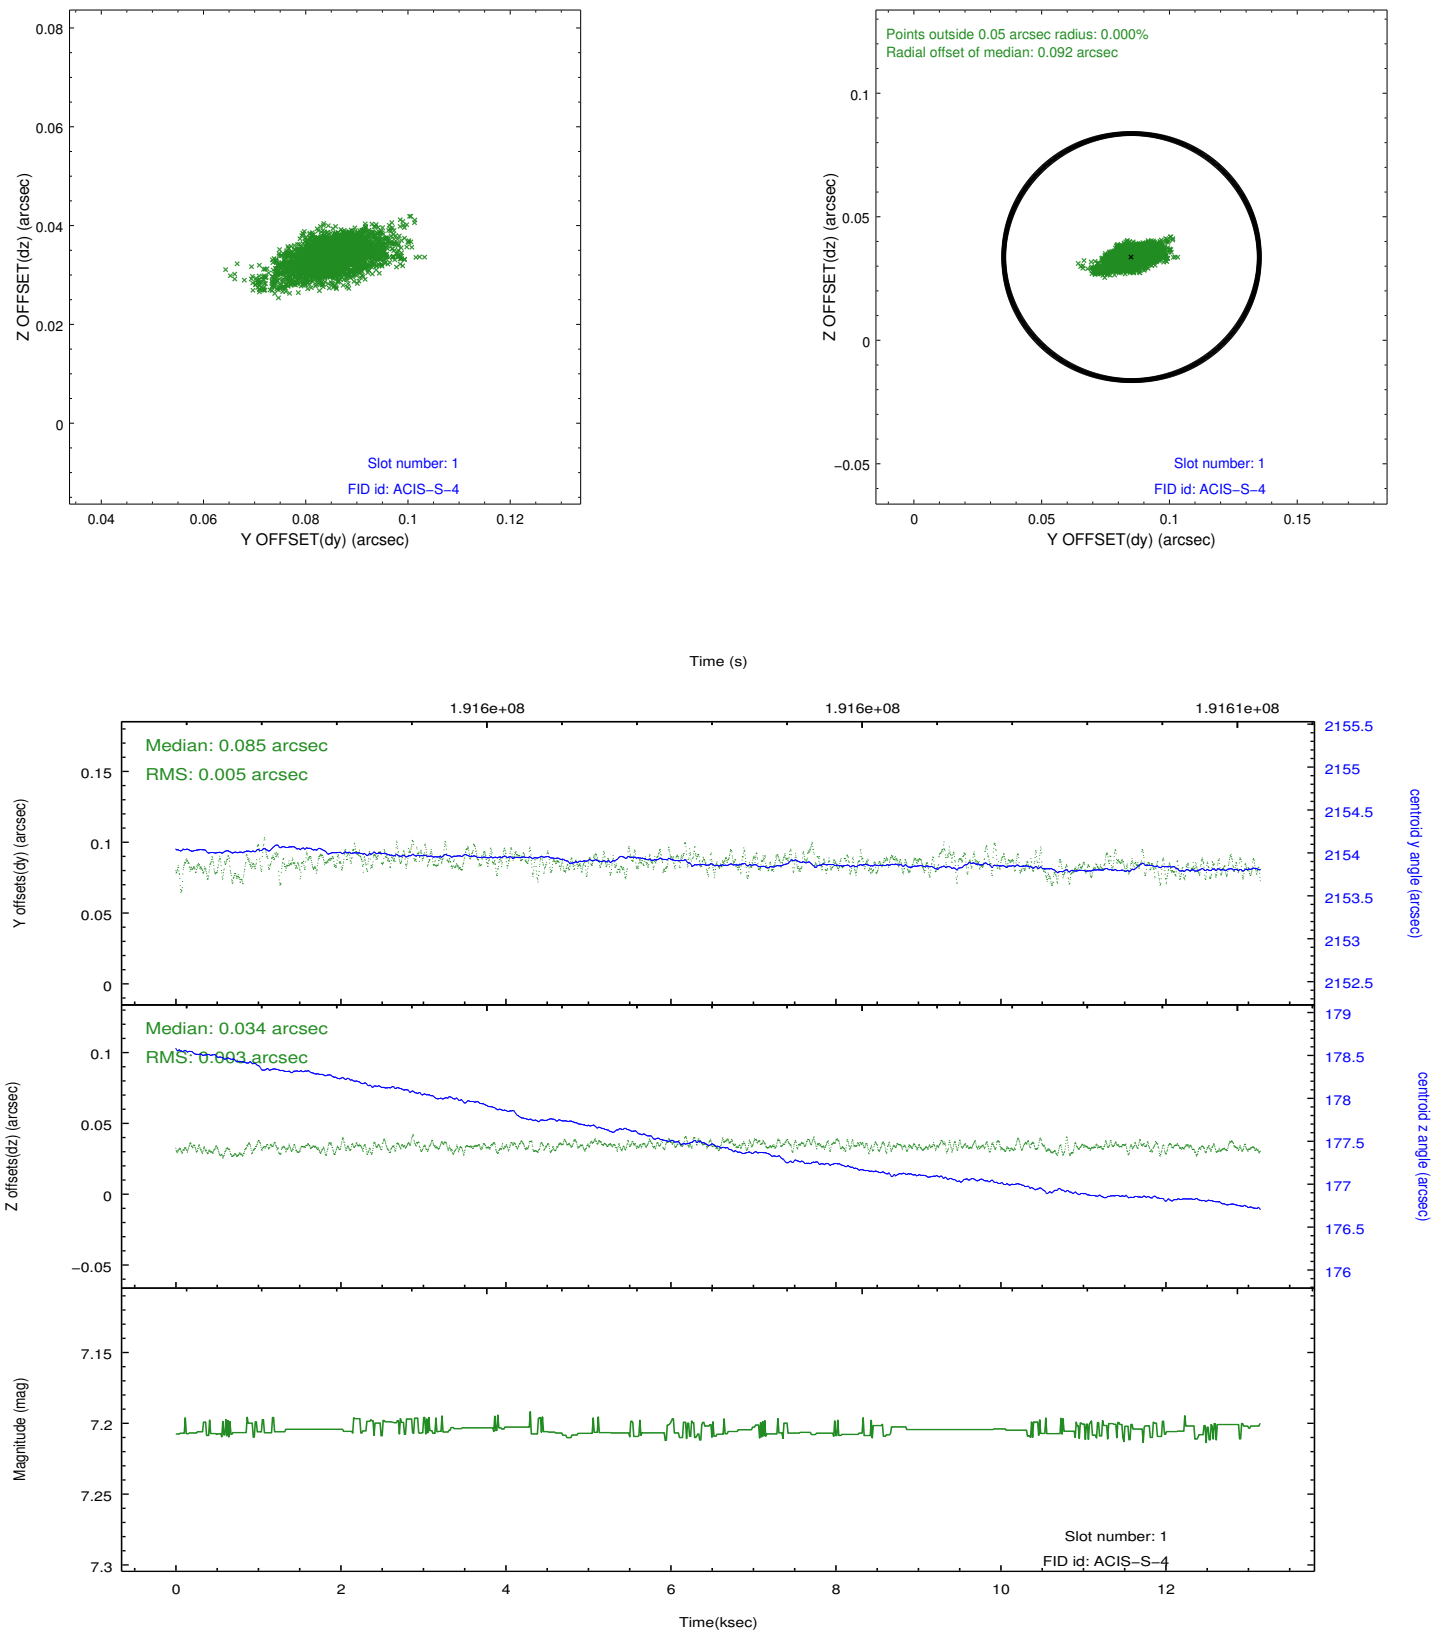 0.08
0.06
0.04
0.02
0
Z OFFSET(dz) (arcsec)
Slot number: 1
FID id: ACIS−S−4
0.04
0.06
0.08
0.1
0.12
Y OFFSET(dy) (arcsec)
Points outside 0.05 arcsec radius: 0.000%
Radial offset of median: 0.092 arcsec
0.1
0.05
0
−0.05
Z OFFSET(dz) (arcsec)
Slot number: 1
FID id: ACIS−S−4
0
0.05
0.1
0.15
Y OFFSET(dy) (arcsec)
Time (s)
1.916e+08
1.916e+08
1.9161e+08
Median: 0.085 arcsec
RMS: 0.005 arcsec
0.15
0.1
0.05
0
Y offsets(dy) (arcsec)
2155.5
2155
2154.5
2154
2153.5
2153
2152.5
centroid y angle (arcsec)
Median: 0.034 arcsec
RMS: 0.003 arcsec
0.1
0.05
0
−0.05
Z offsets(dz) (arcsec)
179
178.5
178
177.5
177
176.5
176
centroid z angle (arcsec)
7.15
7.2
7.25
7.3
Magnitude (mag)
Slot number: 1
FID id: ACIS−S−4
0
2
4
6
8
10
12
Time(ksec)